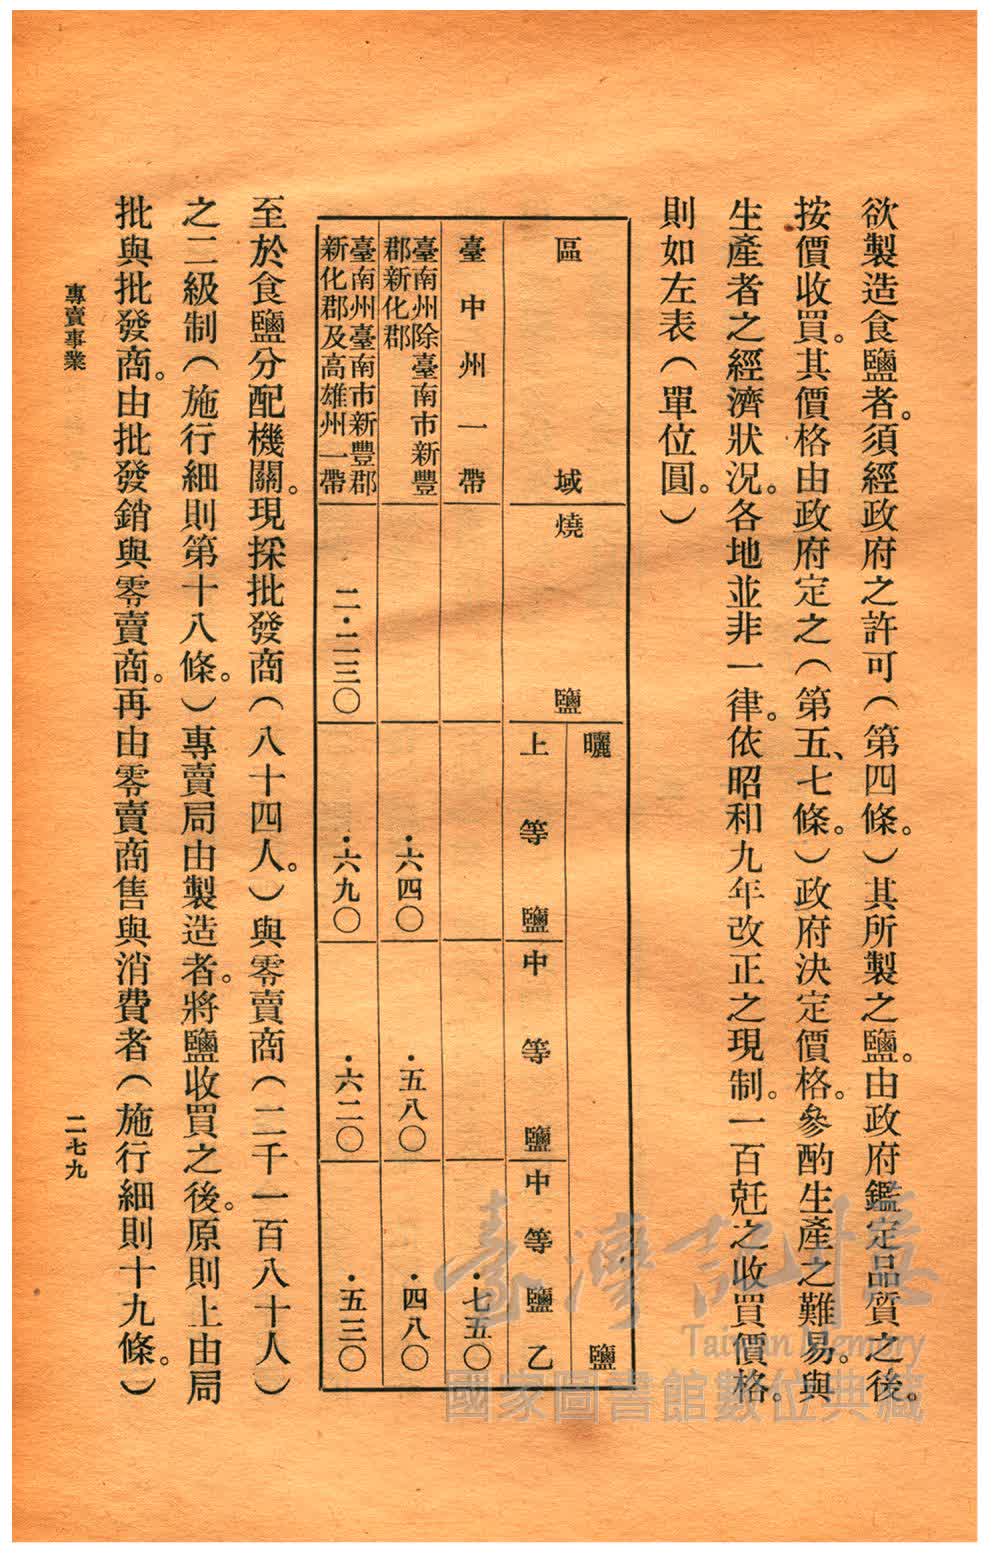 欲製造食鹽者。須經政府之許可(第四條。)其所製之鹽。由政府鑑定品質之後。
按價收買。其價格由政府定之(第五、七條。)政府決定價格。參酌生產之難易。與
生產者之經濟狀况。各地並非一律。依昭和九年改正之現制。一百瓩之收買價格。
則如左表(單位圓。)
區域
燒鹽
曬鹽
上等鹽
中等鹽
中等鹽乙
臺中州一帶
·七五〇
臺南州除臺南市新豐
郡新化郡
·六四〇
·五八〇
·四八〇
臺南州臺南市新豐郡
新化郡及高雄州一帶
二·二三〇
·六九〇
·六二〇
·五三〇
至於食鹽分配機關。現採批發商(八十四人。)與零賣商(二千一百八十人)
之二級制(施行細則第十八條。)專賣局由製造者。將鹽收買之後。原則上由局
批與批發商。由批發銷與零賣商。再由零賣商售與消費者(施行細則十九條。)
專賣事業
二七九
臺灣記憶
Taiwan Memory
國家圖書館數位典藏